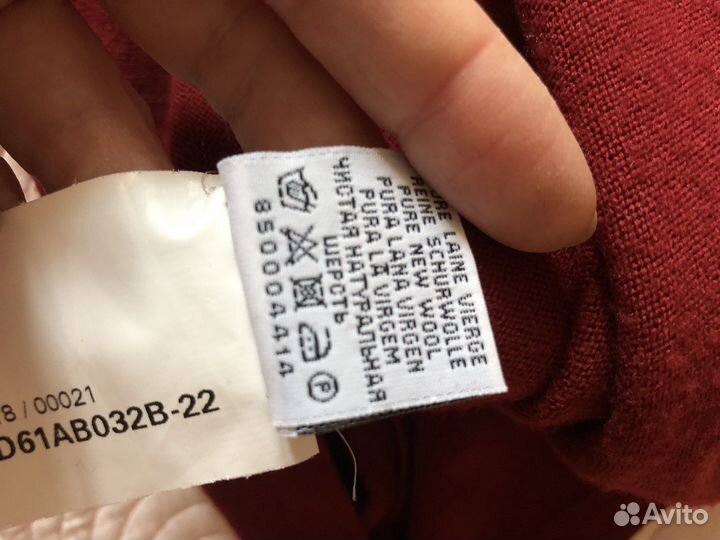 PURE LAINE VIERGE
REINE SCHURWOLLE
PURE NEW WOOL
PURA LANA VIRGEN
PURA LÃ VIRGEM
ЧИСТАЯ НАТУРАЛЬНАЯ
ШЕРСТЬ
P
850004414
18 / 00021
D61AB032B-22
Avito